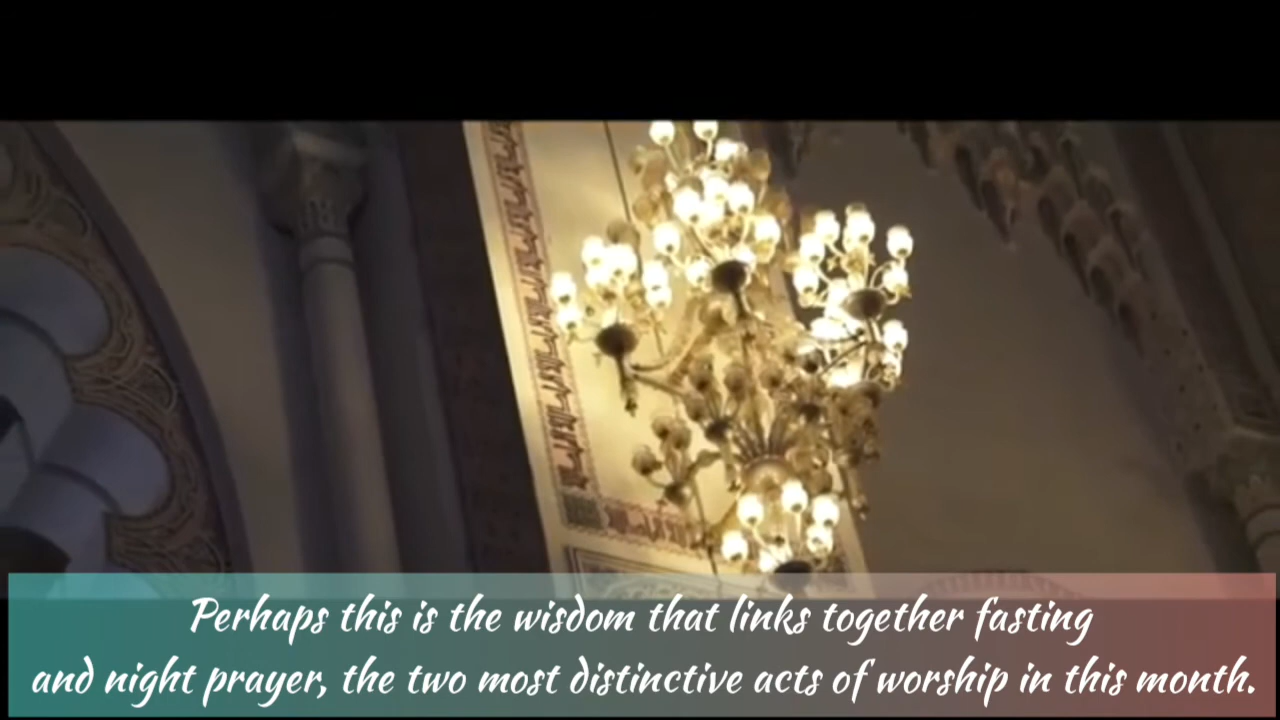 Perhaps this is the wisdom that links together fasting
and night prayer, the two most distinctive acts of worship in this month.